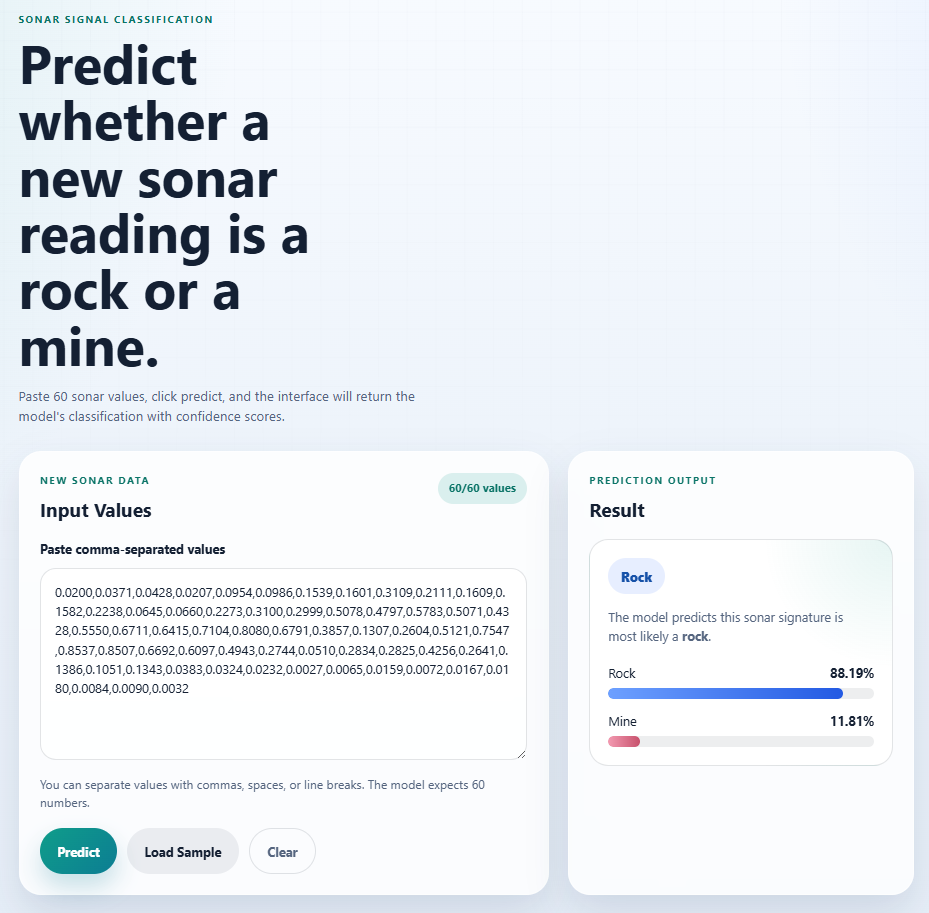 SONAR SIGNAL CLASSIFICATION
Predict
whether a
new sonar
reading is a
rock or a
mine.
Paste 60 sonar values, click predict, and the interface will return the
model's classification with confidence scores.
NEW SONAR DATA
60/60 values
Input Values
Paste comma-separated values
0.0200,0.0371,0.0428,0.0207,0.0954,0.0986,0.1539,0.1601,0.3109,0.2111,0.1609,0.
1582,0.2238,0.0645,0.0660,0.2273,0.3100,0.2999,0.5078,0.4797,0.5783,0.5071,0.43
28,0.5550,0.6711,0.6415,0.7104,0.8080,0.6791,0.3857,0.1307,0.2604,0.5121,0.7547
,0.8537,0.8507,0.6692,0.6097,0.4943,0.2744,0.0510,0.2834,0.2825,0.4256,0.2641,0.
1386,0.1051,0.1343,0.0383,0.0324,0.0232,0.0027,0.0065,0.0159,0.0072,0.0167,0.01
80,0.0084,0.0090,0.0032
You can separate values with commas, spaces, or line breaks. The model expects 60
numbers.
Predict
Load Sample
Clear
PREDICTION OUTPUT
Result
Rock
The model predicts this sonar signature is
most likely a rock.
Rock 88.19%
Mine 11.81%